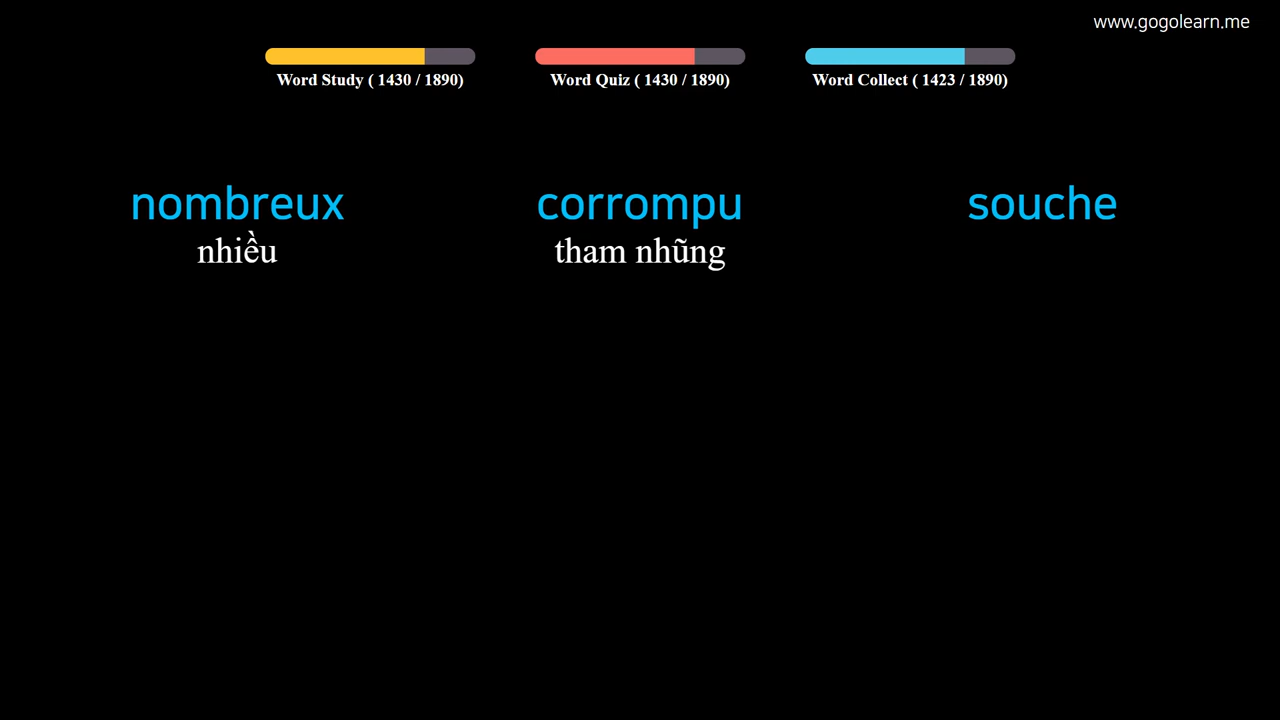 www.gogolearn.me
Word Study ( 1430 / 1890)
Word Quiz ( 1430 / 1890)
Word Collect ( 1423 / 1890)
nombreux
nhiều
corrompu
tham nhũng
souche